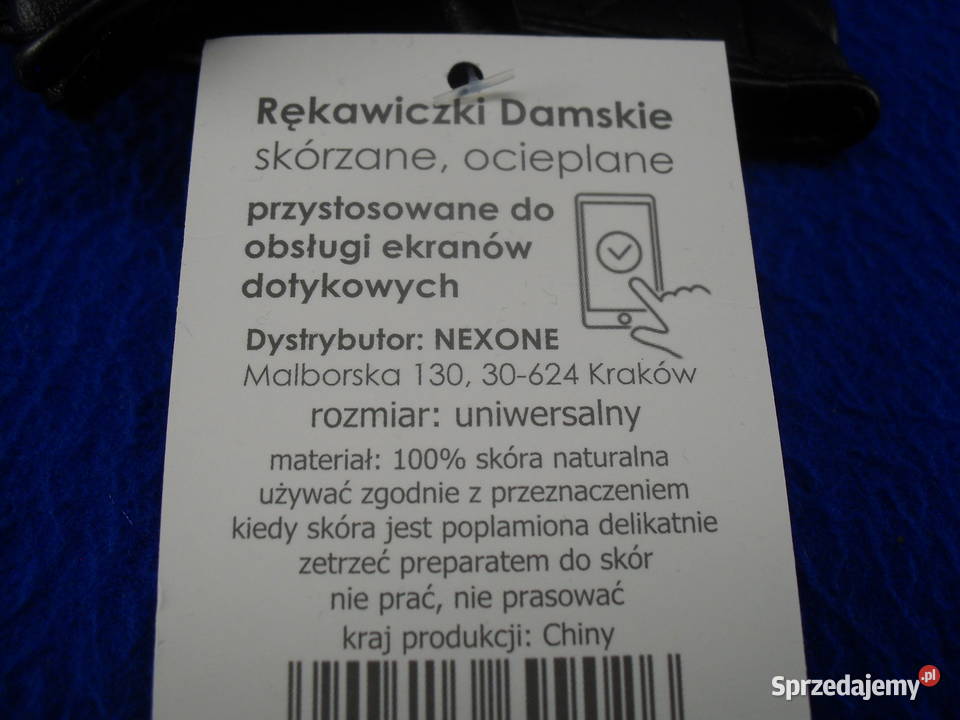 Rękawiczki Damskie
skórzane, ocieplane
przystosowane do
obsługi ekranów
dotykowych
Dystrybutor: NEXONE
Malborska 130, 30-624 Kraków
rozmiar: uniwersalny
materiał: 100% skóra naturalna
używać zgodnie z przeznaczeniem
kiedy skóra jest poplamiona delikatnie
zetrzeć preparatem do skór
nie prać, nie prasować
kraj produkcji: Chiny
Sprzedajemy.pl